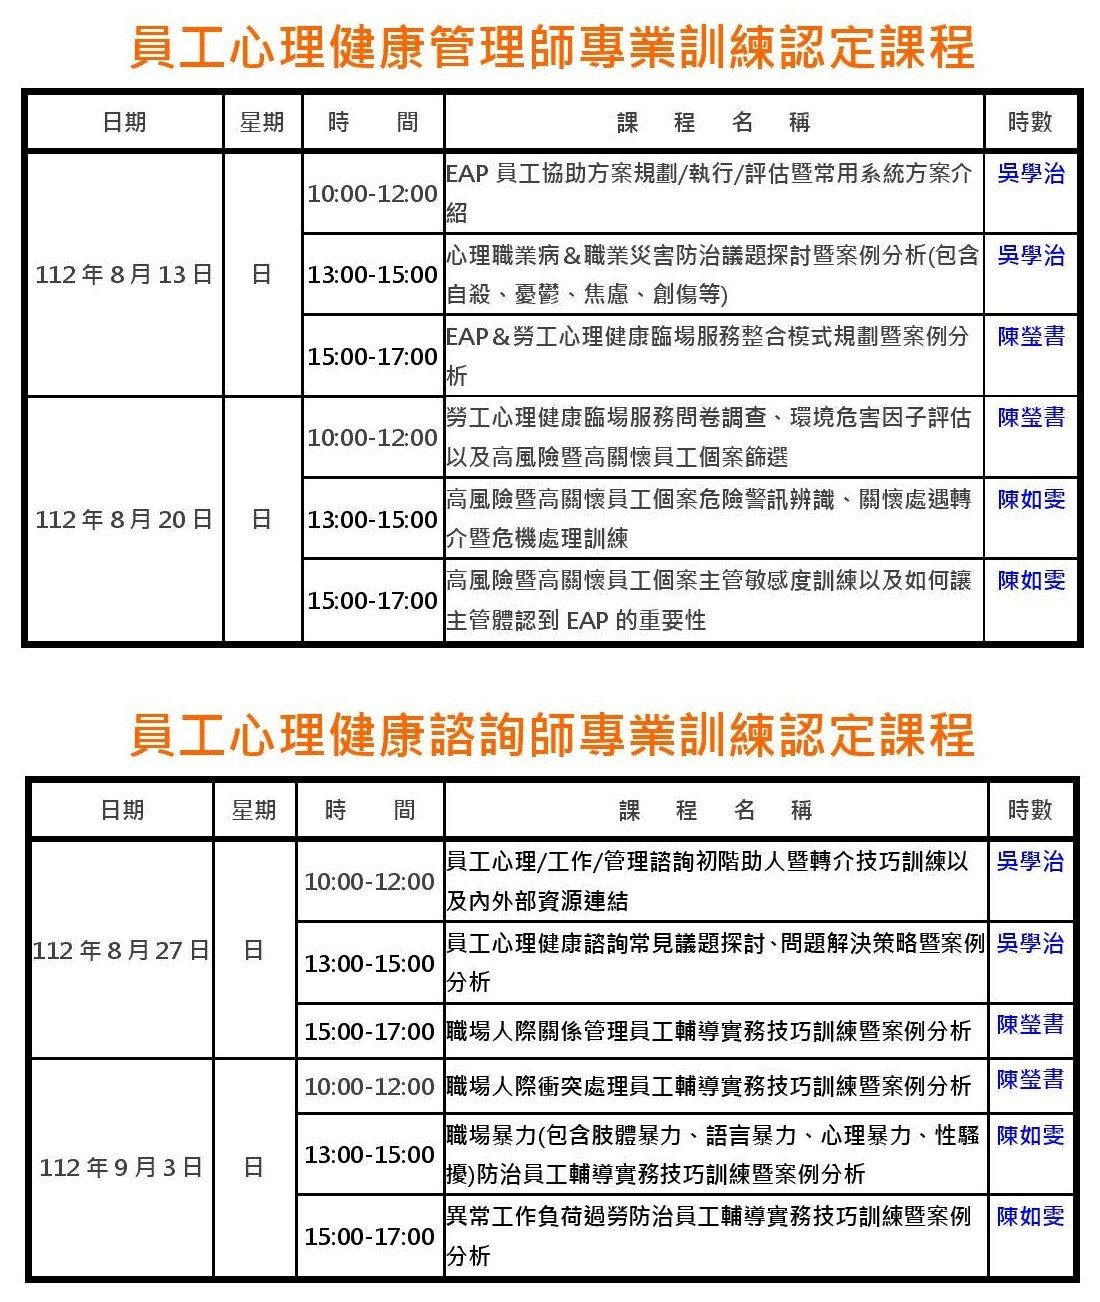 員工心理健康管理師專業訓練認定課程
日期 星期 時 間 課 程 名 稱 時數
112 年 8 月 13 日 日
10:00-12:00 EAP 員工協助方案規劃/執行/評估暨常用系統方案介 吳學治
紹
13:00-15:00 心理職業病＆職業災害防治議題探討暨案例分析(包含 吳學治
自殺、憂鬱、焦慮、創傷等)
15:00-17:00 EAP＆勞工心理健康臨場服務整合模式規劃暨案例分 陳瑩書
析
112 年 8 月 20 日 日
10:00-12:00 勞工心理健康臨場服務問卷調查、環境危害因子評估 陳瑩書
以及高風險暨高關懷員工個案篩選
13:00-15:00 高風險暨高關懷員工個案危險警訊辨識、關懷處遇轉 陳如雯
介暨危機處理訓練
15:00-17:00 高風險暨高關懷員工個案主管敏感度訓練以及如何讓 陳如雯
主管體認到 EAP 的重要性
員工心理健康諮詢師專業訓練認定課程
日期 星期 時 間 課 程 名 稱 時數
112 年 8 月 27 日 日
10:00-12:00 員工心理/工作/管理諮詢初階助人暨轉介技巧訓練以 吳學治
及內外部資源連結
13:00-15:00 員工心理健康諮詢常見議題探討、問題解決策略暨案例 吳學治
分析
15:00-17:00 職場人際關係管理員工輔導實務技巧訓練暨案例分析 陳瑩書
112 年 9 月 3 日 日
10:00-12:00 職場人際衝突處理員工輔導實務技巧訓練暨案例分析 陳瑩書
13:00-15:00 職場暴力(包含肢體暴力、語言暴力、心理暴力、性騷 陳如雯
擾)防治員工輔導實務技巧訓練暨案例分析
15:00-17:00 異常工作負荷過勞防治員工輔導實務技巧訓練暨案例 陳如雯
分析